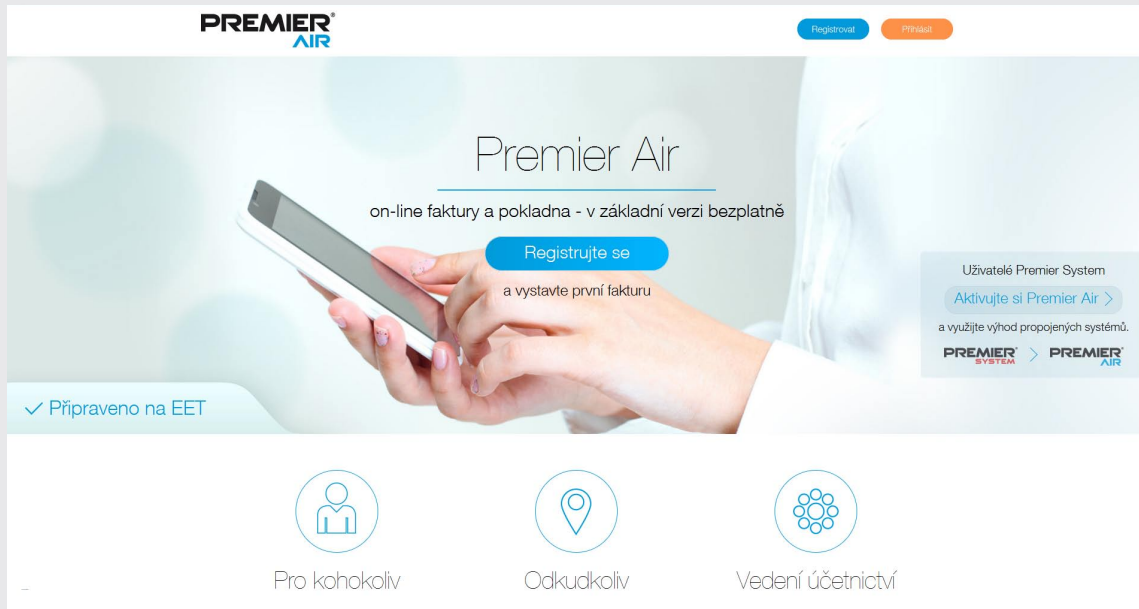 PREMIER®
AIR
Registrovat
Přihlásit
Premier Air
on-line faktury a pokladna - v základní verzi bezplatně
Registrujte se
a vystavte první fakturu
Uživatelé Premier System
Aktivujte si Premier Air >
a využijte výhod propojených systémů.
PREMIER® SYSTEM > PREMIER® AIR
✓ Připraveno na EET
Pro kohokoliv
Odkudkoliv
Vedení účetnictví